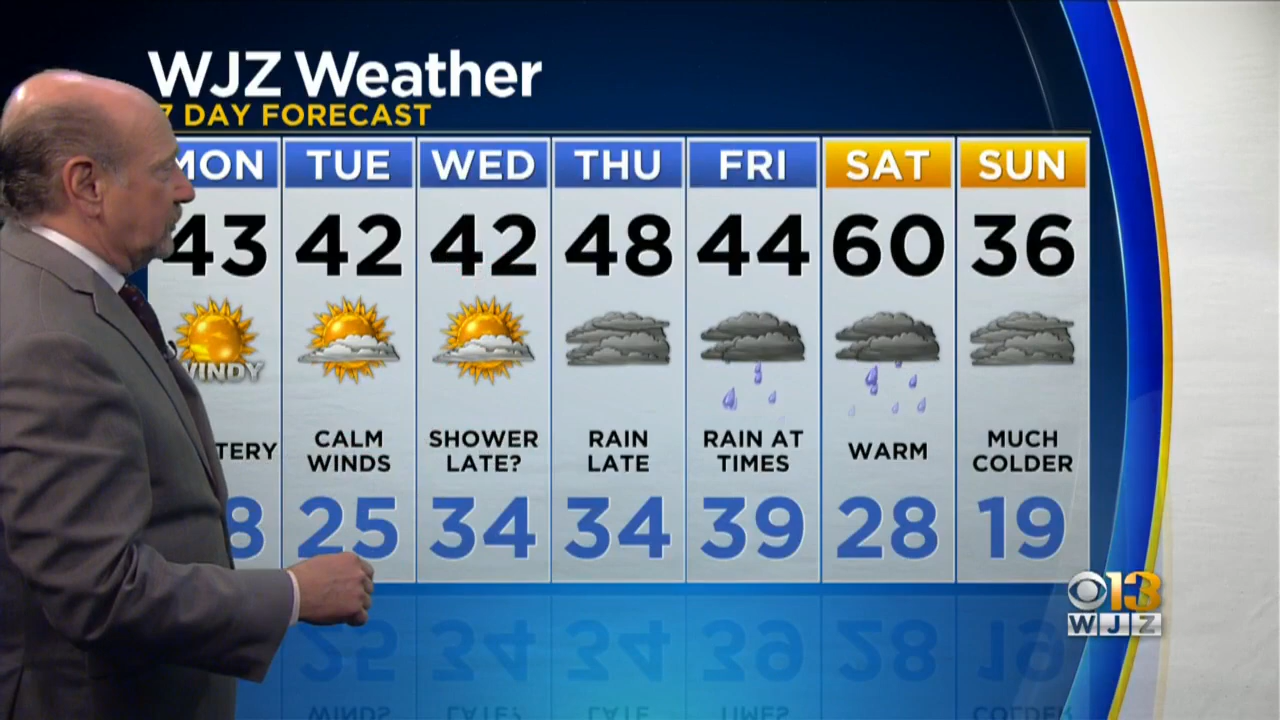 WJZ Weather
7 DAY FORECAST
MON TUE WED THU FRI SAT SUN
43 42 42 48 44 60 36
WINDY
CALM WINDS
SHOWER LATE?
RAIN LATE
RAIN AT TIMES
WARM
MUCH COLDER
25 34 34 39 28 19
13
WJZ